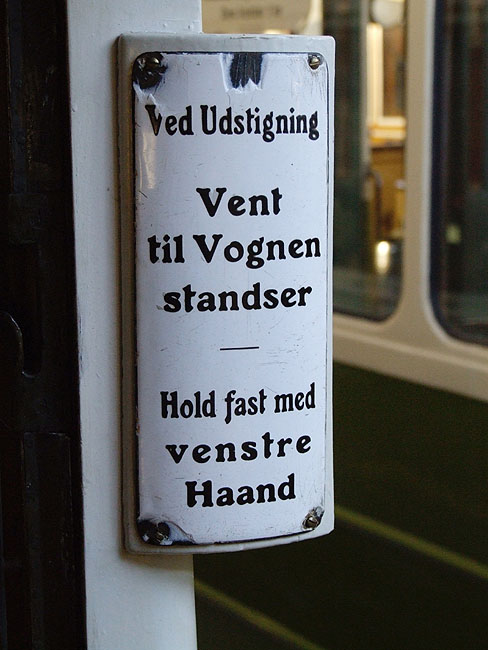 Ved Udstigning
Vent
til Vognen
standser
—
Hold fast med
venstre
Haand